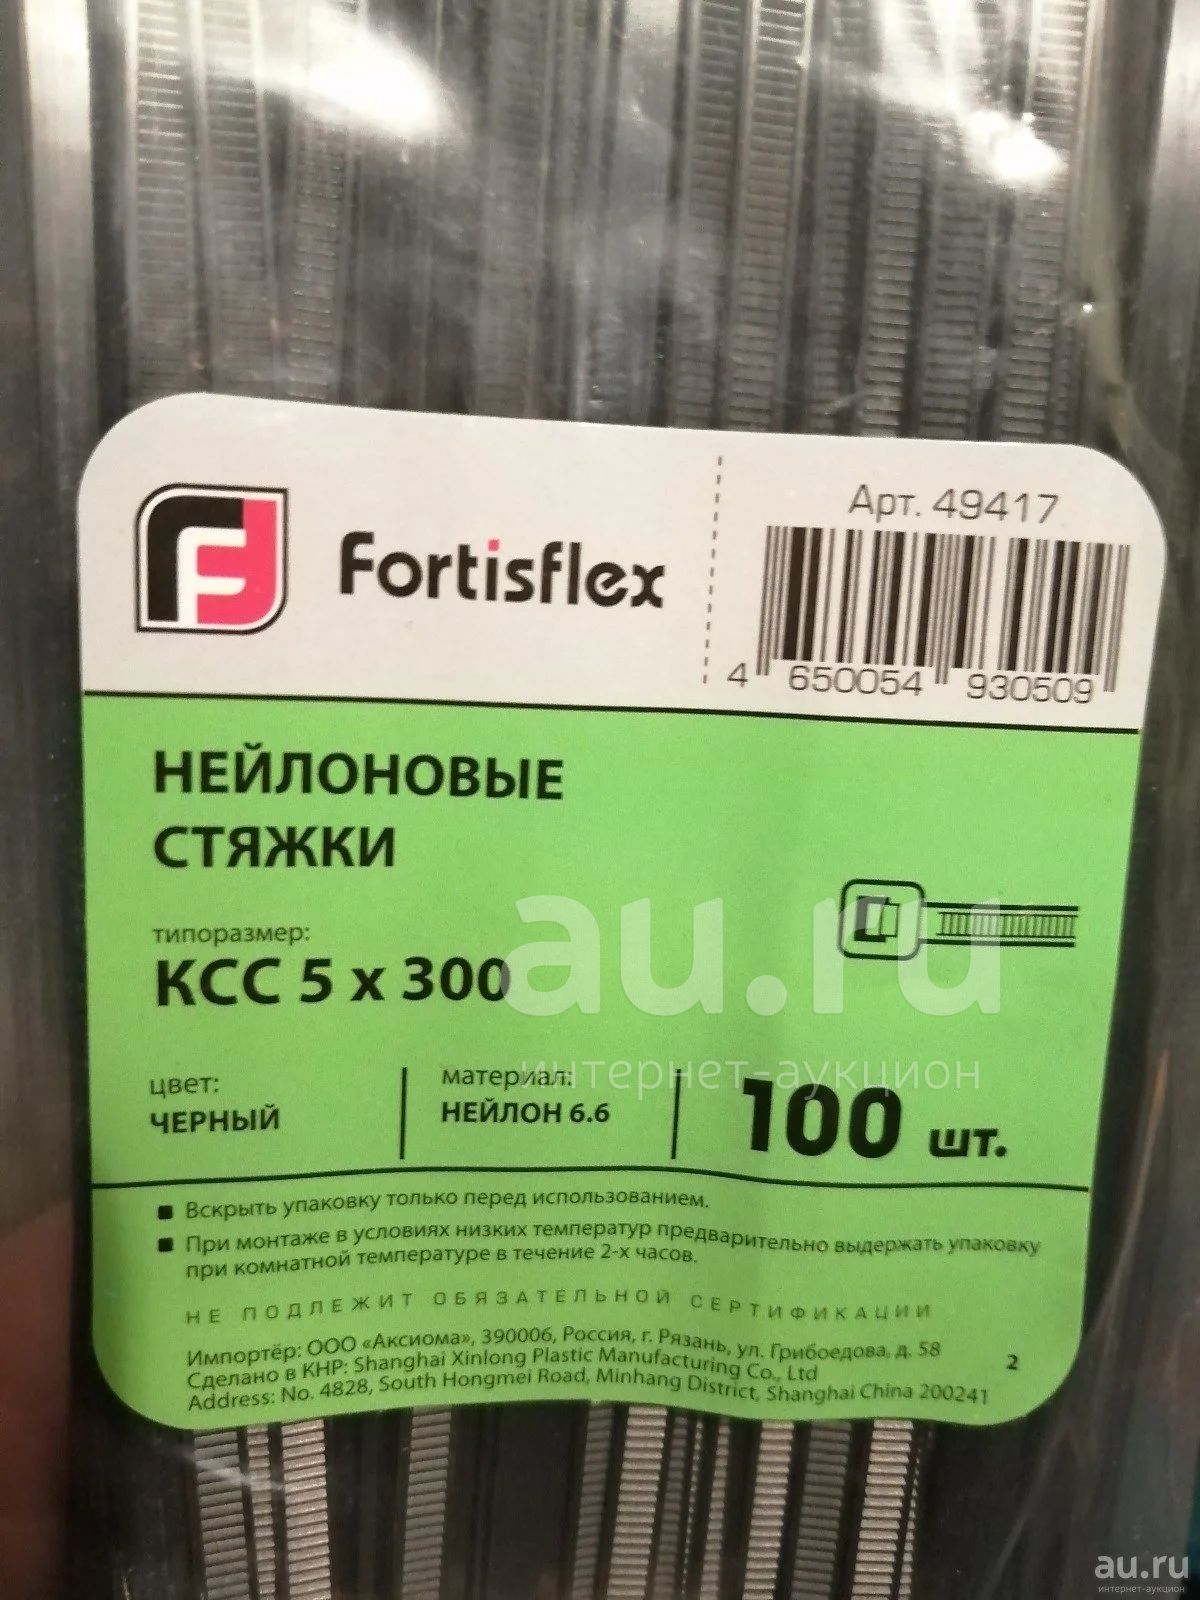 Fortisflex
Арт. 49417
4 650054 930509
НЕЙЛОНОВЫЕ
СТЯЖКИ
типоразмер:
КСС 5 х 300
au.ru
интернет-аукцион
цвет:
ЧЕРНЫЙ
материал:
НЕЙЛОН 6.6
100 шт.
Вскрыть упаковку только перед использованием.
При монтаже в условиях низких температур предварительно выдержать упаковку
при комнатной температуре в течение 2-х часов.
НЕ ПОДЛЕЖИТ ОБЯЗАТЕЛЬНОЙ СЕРТИФИКАЦИИ
Импортёр: ООО «Аксиома», 390006, Россия, г. Рязань, ул. Грибоедова, д. 58
Сделано в КНР: Shanghai Xinlong Plastic Manufacturing Co., Ltd
Address: No. 4828, South Hongmei Road, Minhang District, Shanghai China 200241
2
au.ru
интернет-аукцион